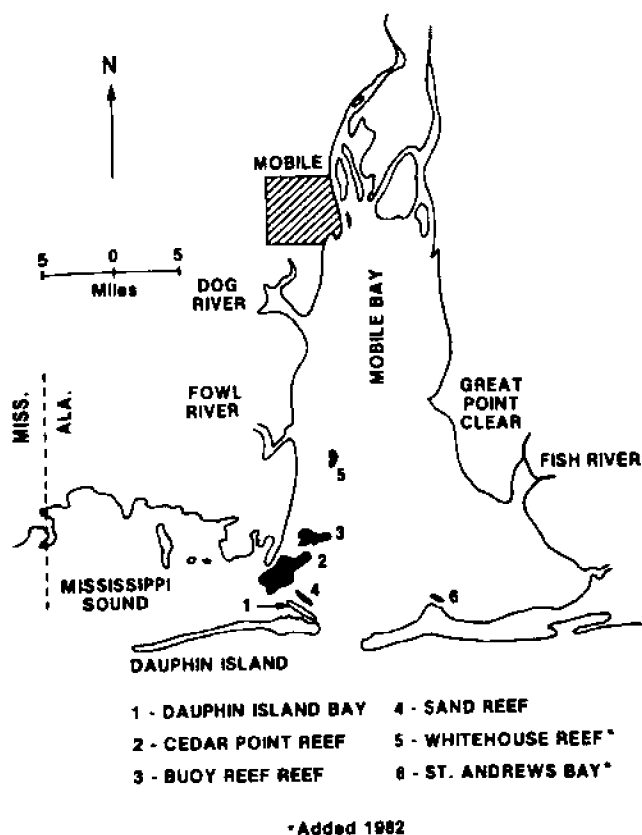 N
MOBILE
5 0 5
Miles
DOG
RIVER
MOBILE BAY
FOWL
RIVER
GREAT
POINT
CLEAR
FISH RIVER
MISS.
ALA.
5
3
2
4
1
6
MISSISSIPPI
SOUND
DAUPHIN ISLAND
1 - DAUPHIN ISLAND BAY
2 - CEDAR POINT REEF
3 - BUOY REEF REEF
4 - SAND REEF
5 - WHITEHOUSE REEF*
6 - ST. ANDREWS BAY*
*Added 1982